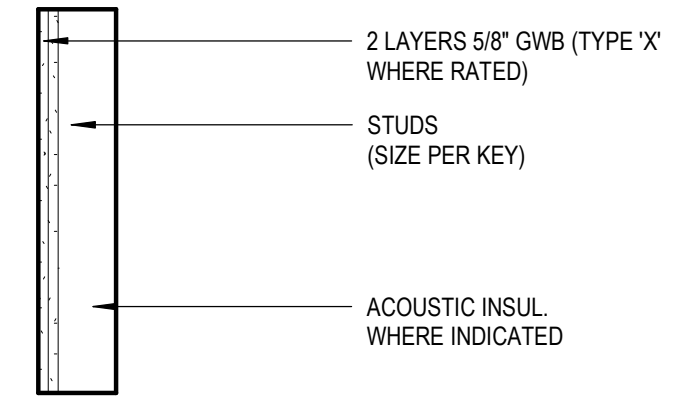 2 LAYERS 5/8" GWB (TYPE 'X'
WHERE RATED)
STUDS
(SIZE PER KEY)
ACOUSTIC INSUL.
WHERE INDICATED